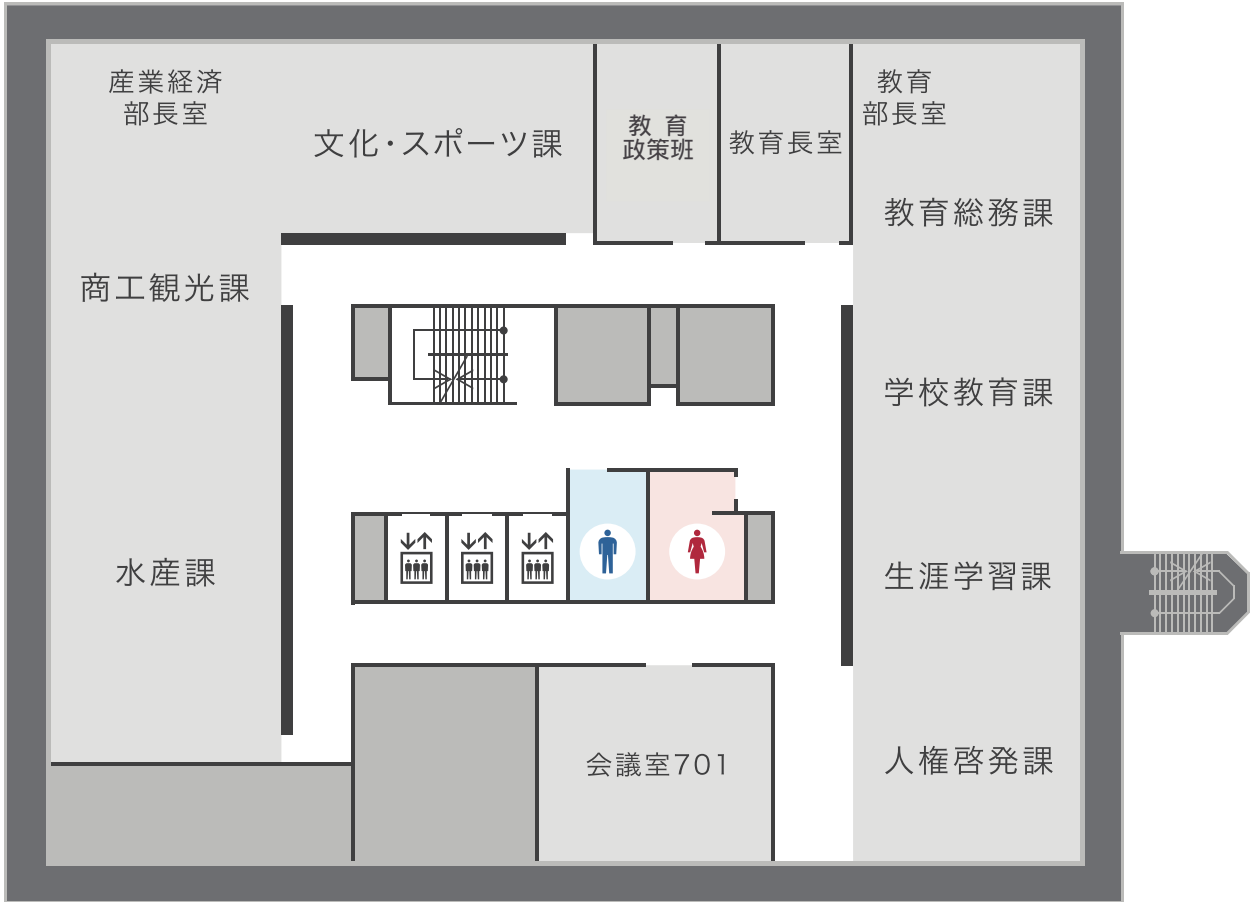 産業経済
部長室
文化・スポーツ課
教育
政策班
教育長室
教育
部長室
教育総務課
商工観光課
学校教育課
水産課
生涯学習課
会議室701
人権啓発課